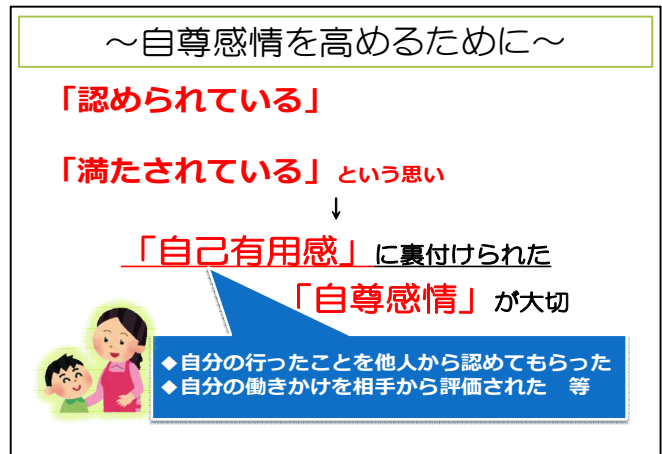 ～自尊感情を高めるために～
「認められている」
「満たされている」という思い
↓
「自己有用感」に裏付けられた
「自尊感情」が大切
◆自分の行ったことを他人から認めてもらった
◆自分の働きかけを相手から評価された　等